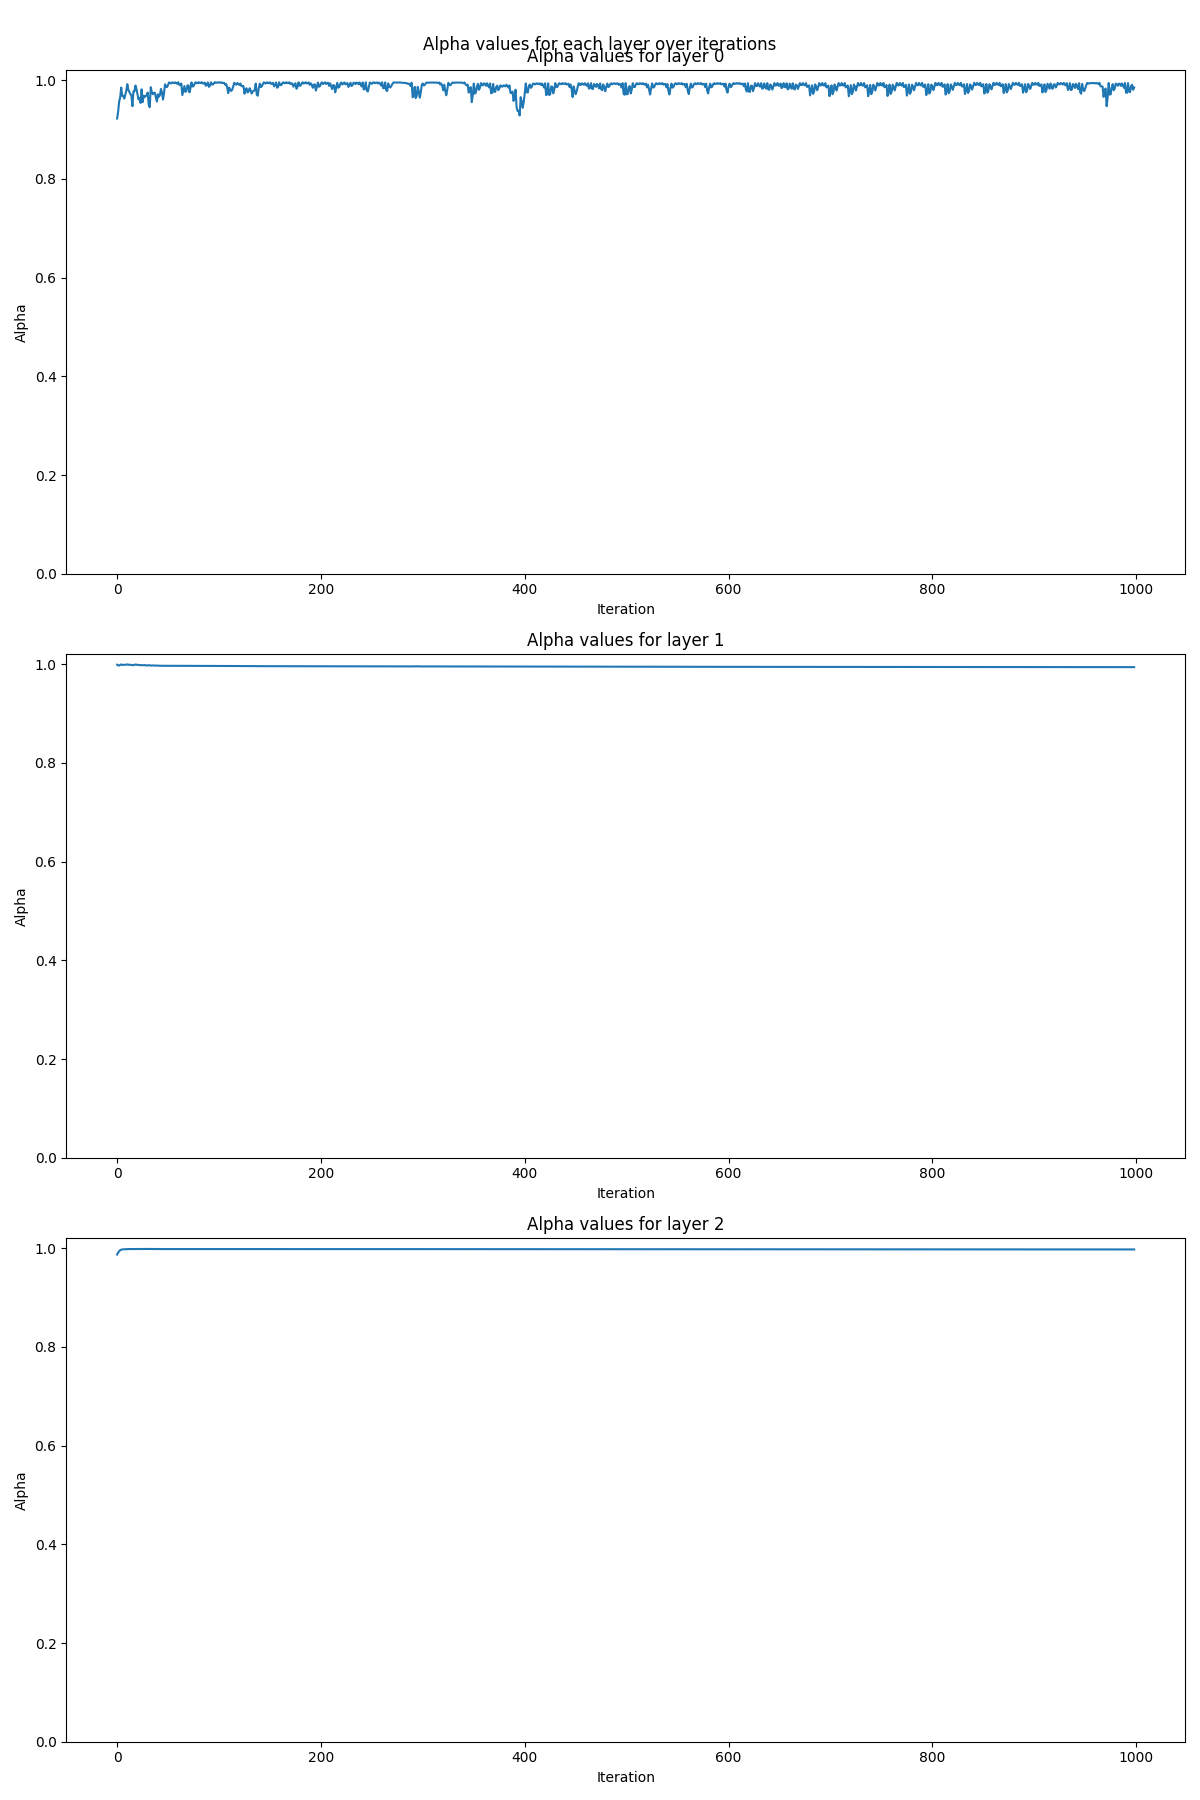 Alpha values for each layer over iterations
Alpha values for layer 0
1.0
0.8
0.6
0.4
0.2
0.0
Alpha
0 200 400 600 800 1000
Iteration
Alpha values for layer 1
1.0
0.8
0.6
0.4
0.2
0.0
Alpha
0 200 400 600 800 1000
Iteration
Alpha values for layer 2
1.0
0.8
0.6
0.4
0.2
0.0
Alpha
0 200 400 600 800 1000
Iteration